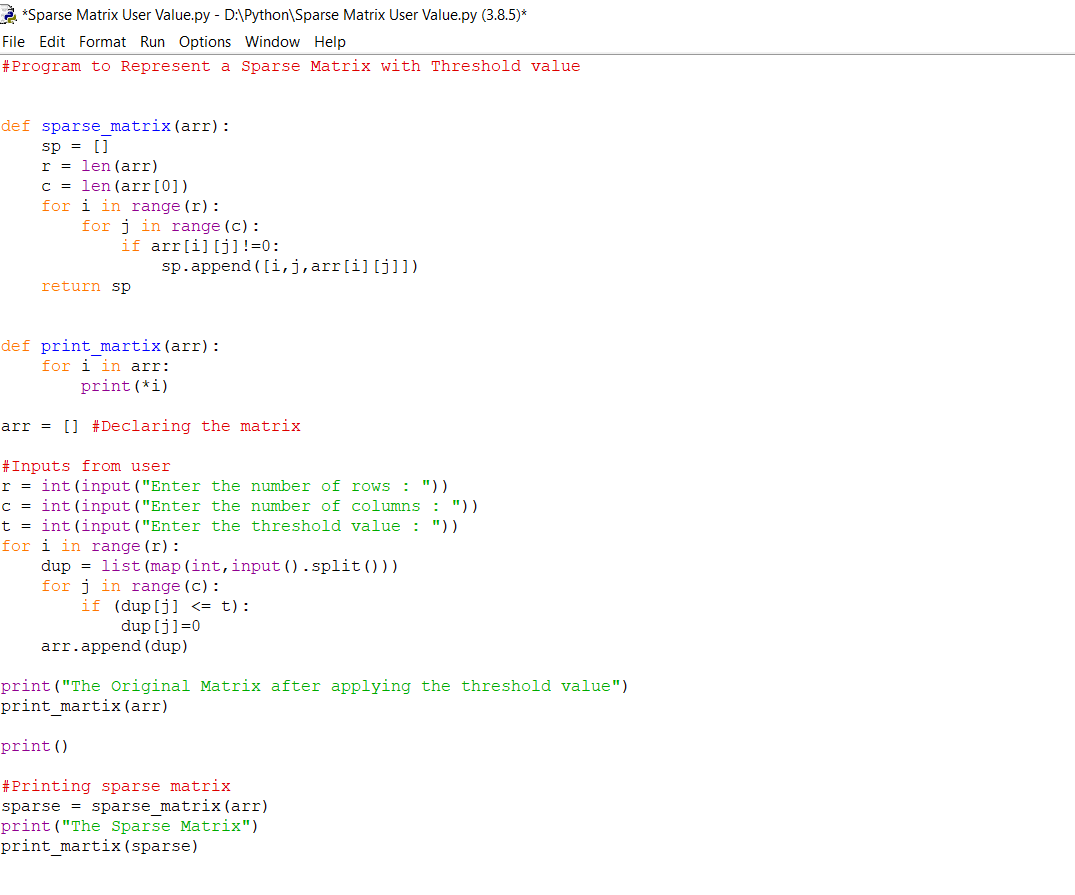 *Sparse Matrix User Value.py - D:\Python\Sparse Matrix User Value.py (3.8.5)*
File Edit Format Run Options Window Help
#Program to Represent a Sparse Matrix with Threshold value
def sparse_matrix(arr):
    sp = []
    r = len(arr)
    c = len(arr[0])
    for i in range(r):
        for j in range(c):
            if arr[i][j]!=0:
                sp.append([i,j,arr[i][j]])
    return sp
def print_martix(arr):
    for i in arr:
        print(*i)
arr = [] #Declaring the matrix
#Inputs from user
r = int(input("Enter the number of rows : "))
c = int(input("Enter the number of columns : "))
t = int(input("Enter the threshold value : "))
for i in range(r):
    dup = list(map(int,input().split()))
    for j in range(c):
        if (dup[j] <= t):
            dup[j]=0
    arr.append(dup)
print("The Original Matrix after applying the threshold value")
print_martix(arr)
print()
#Printing sparse matrix
sparse = sparse_matrix(arr)
print("The Sparse Matrix")
print_martix(sparse)